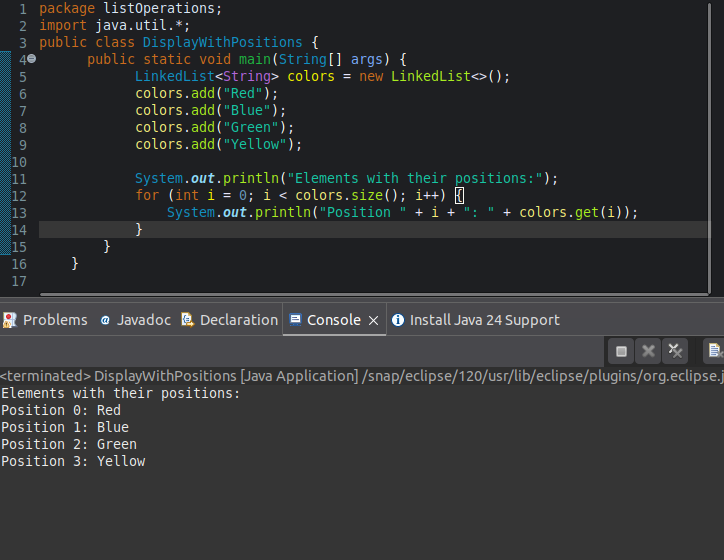 1 package listOperations;
2 import java.util.*;
3 public class DisplayWithPositions {
4 public static void main(String[] args) {
5 LinkedList<String> colors = new LinkedList<>();
6 colors.add("Red");
7 colors.add("Blue");
8 colors.add("Green");
9 colors.add("Yellow");
10
11 System.out.println("Elements with their positions:");
12 for (int i = 0; i < colors.size(); i++) {
13 System.out.println("Position " + i + ": " + colors.get(i));
14 }
15 }
16 }
17
Problems @ Javadoc Declaration Console Install Java 24 Support
<terminated> DisplayWithPositions [Java Application] /snap/eclipse/120/usr/lib/eclipse/plugins/org.eclipse.j
Elements with their positions:
Position 0: Red
Position 1: Blue
Position 2: Green
Position 3: Yellow